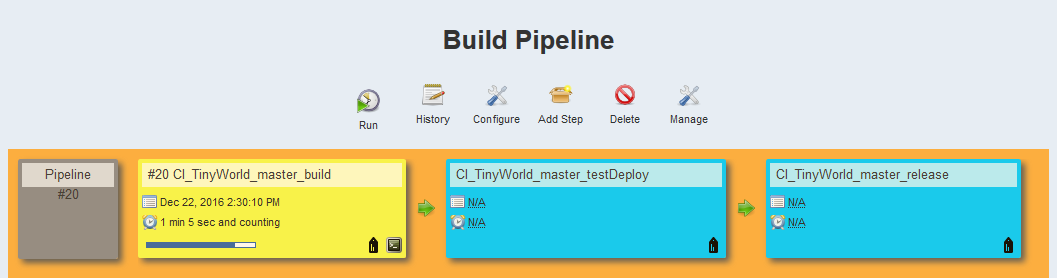 Build Pipeline
Run
History
Configure
Add Step
Delete
Manage
Pipeline
#20
#20 CI_TinyWorld_master_build
Dec 22, 2016 2:30:10 PM
1 min 5 sec and counting
CI_TinyWorld_master_testDeploy
N/A
N/A
CI_TinyWorld_master_release
N/A
N/A